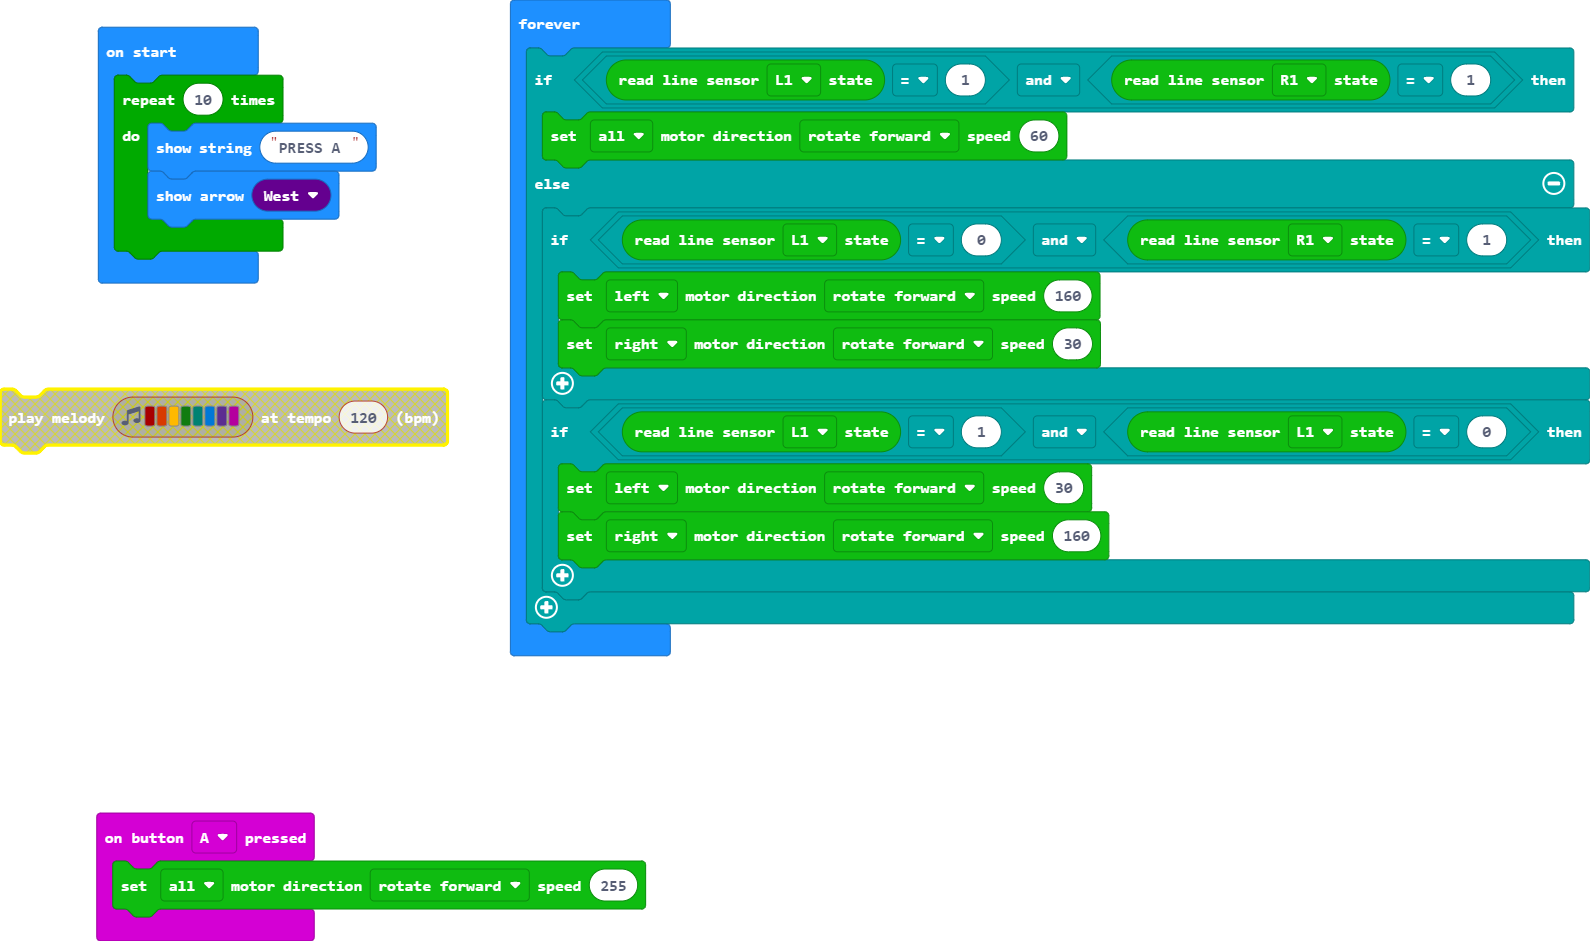 on start
repeat 10 times
do
show string "PRESS A "
show arrow West
play melody at tempo 120 (bpm)
forever
if read line sensor L1 state = 1 and read line sensor R1 state = 1 then
set all motor direction rotate forward speed 60
else
if read line sensor L1 state = 0 and read line sensor R1 state = 1 then
set left motor direction rotate forward speed 160
set right motor direction rotate forward speed 30
if read line sensor L1 state = 1 and read line sensor L1 state = 0 then
set left motor direction rotate forward speed 30
set right motor direction rotate forward speed 160
on button A pressed
set all motor direction rotate forward speed 255